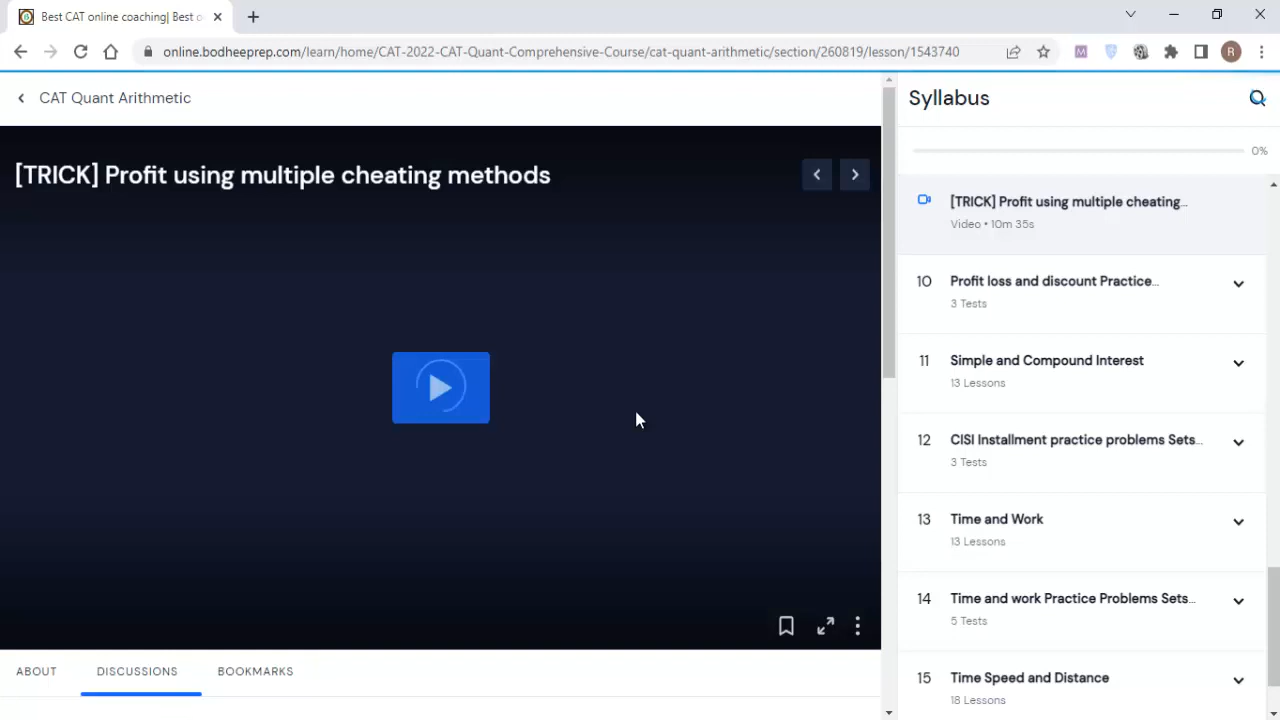 Best CAT online coaching| Best o
online.bodheeprep.com/learn/home/CAT-2022-CAT-Quant-Comprehensive-Course/cat-quant-arithmetic/section/260819/lesson/1543740
R
CAT Quant Arithmetic
[TRICK] Profit using multiple cheating methods
ABOUT
DISCUSSIONS
BOOKMARKS
Syllabus
0%
[TRICK] Profit using multiple cheating...
Video • 10m 35s
10 Profit loss and discount Practice...
3 Tests
11 Simple and Compound Interest
13 Lessons
12 CISI Installment practice problems Sets...
3 Tests
13 Time and Work
13 Lessons
14 Time and work Practice Problems Sets...
5 Tests
15 Time Speed and Distance
18 Lessons